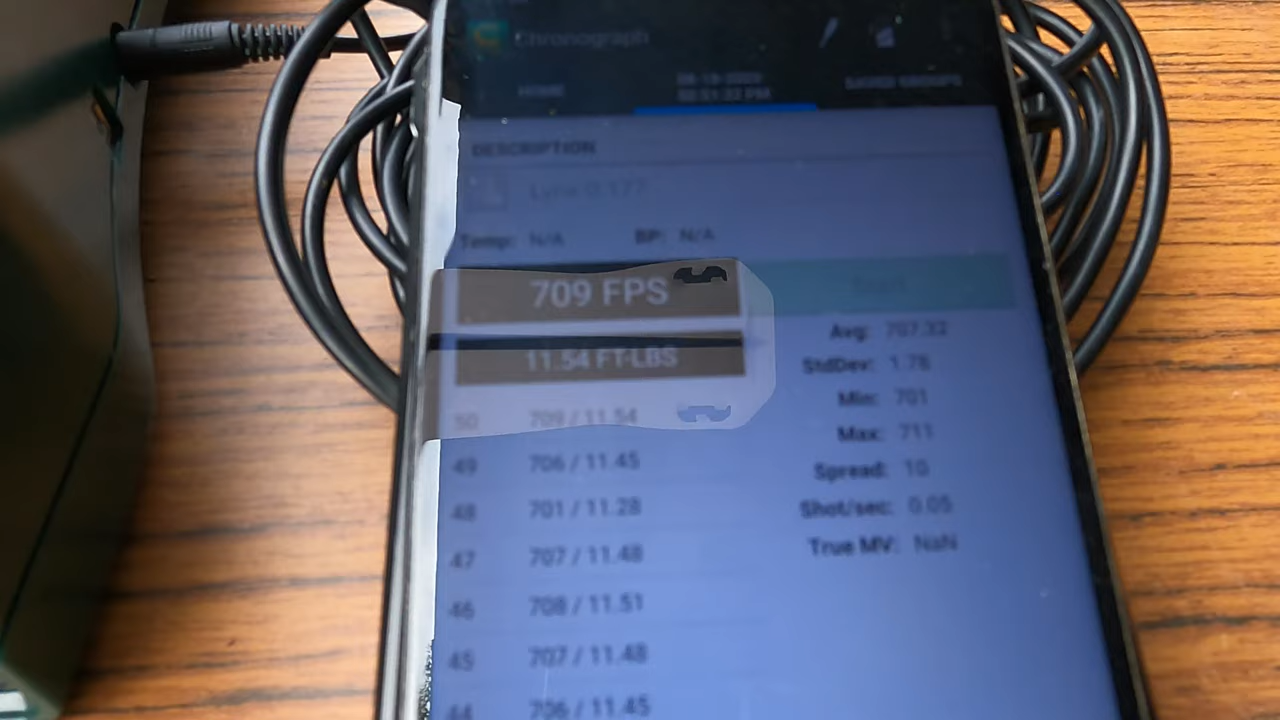 Chronograph
HOME
SAVED GROUPS
DESCRIPTION
Lynx 0.177
Temp: N/A BP: N/A
709 FPS
11.54 FT-LBS
Avg: 707.32
StdDev: 1.76
Min: 701
Max: 711
Spread: 10
Shot/sec: 0.05
True MV: NaN
50 709 / 11.54
49 706 / 11.45
48 701 / 11.28
47 707 / 11.48
46 708 / 11.51
45 707 / 11.48
44 706 / 11.45